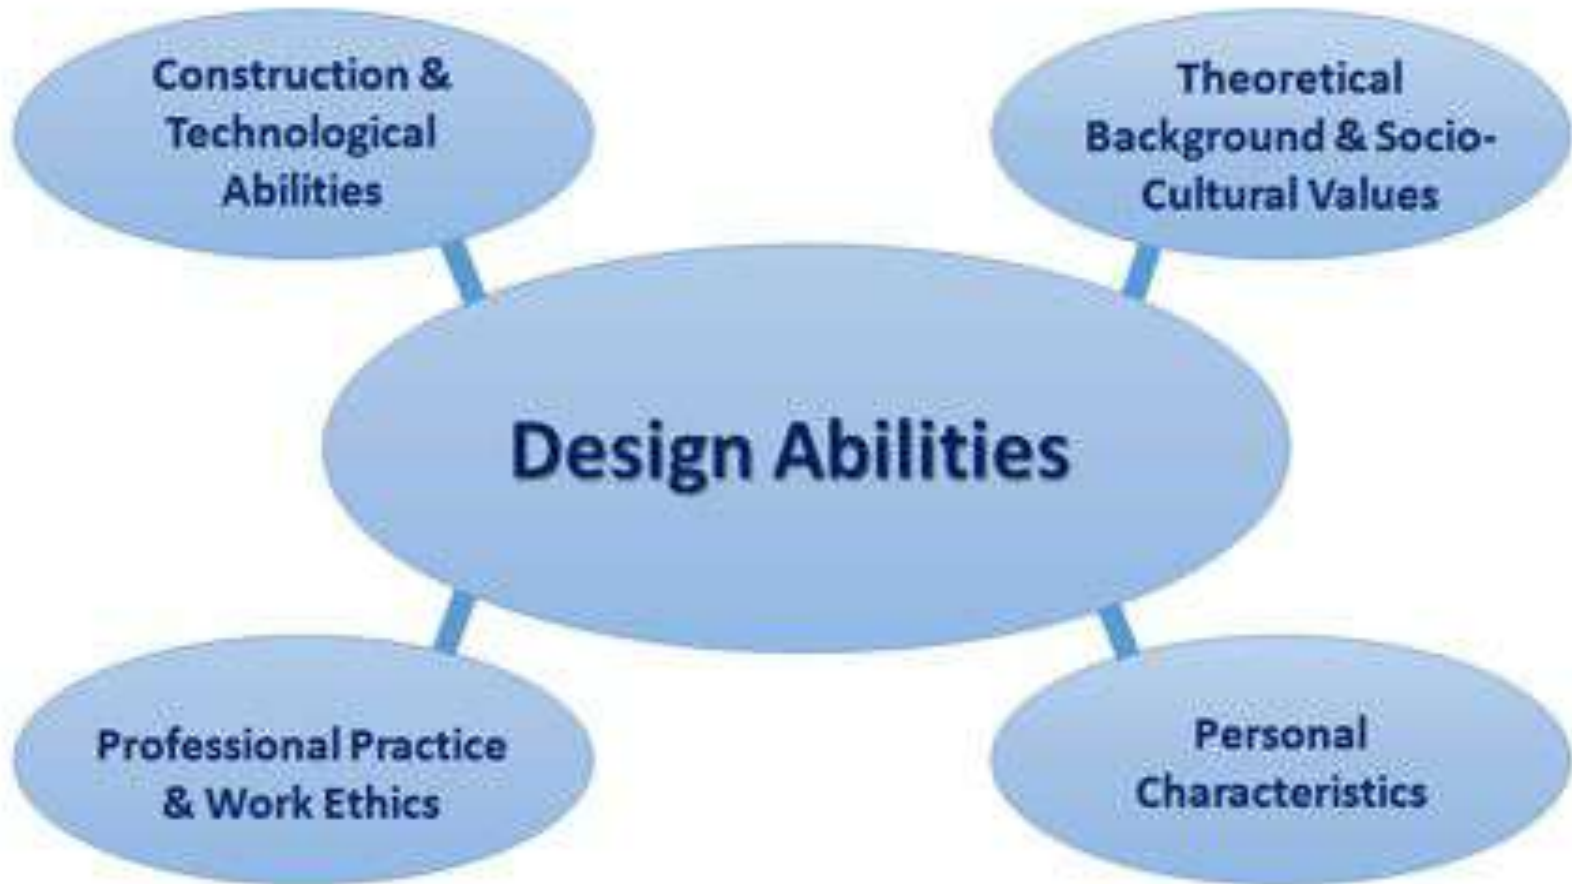 Construction &
Technological
Abilities
Theoretical
Background & Socio-
Cultural Values
Design Abilities
Professional Practice
& Work Ethics
Personal
Characteristics